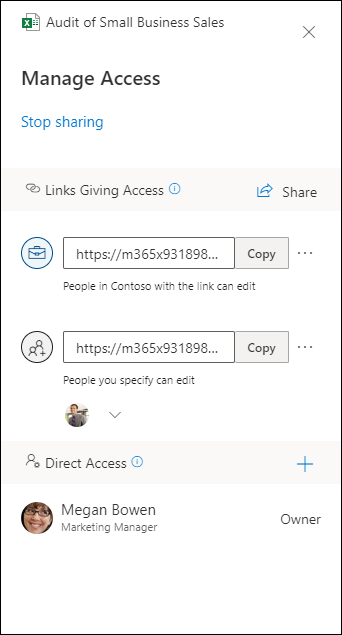 Audit of Small Business Sales
Manage Access
Stop sharing
Links Giving Access
Share
https://m365x931898...
Copy
People in Contoso with the link can edit
https://m365x931898...
Copy
People you specify can edit
Direct Access
Megan Bowen
Marketing Manager
Owner